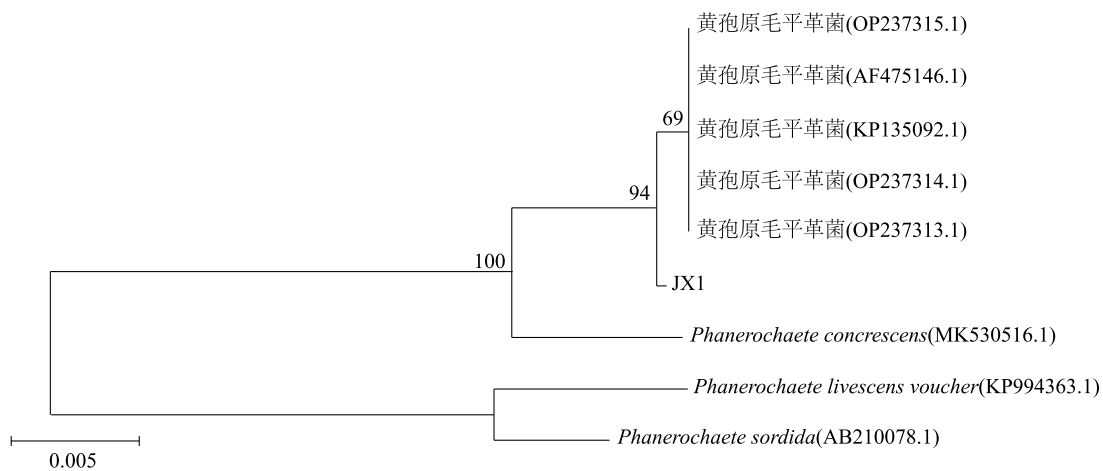 黄孢原毛平革菌(OP237315.1)
黄孢原毛平革菌(AF475146.1)
69
黄孢原毛平革菌(KP135092.1)
黄孢原毛平革菌(OP237314.1)
94
黄孢原毛平革菌(OP237313.1)
100
JX1
Phanerochaete concrescens(MK530516.1)
Phanerochaete livescens voucher(KP994363.1)
Phanerochaete sordida(AB210078.1)
0.005